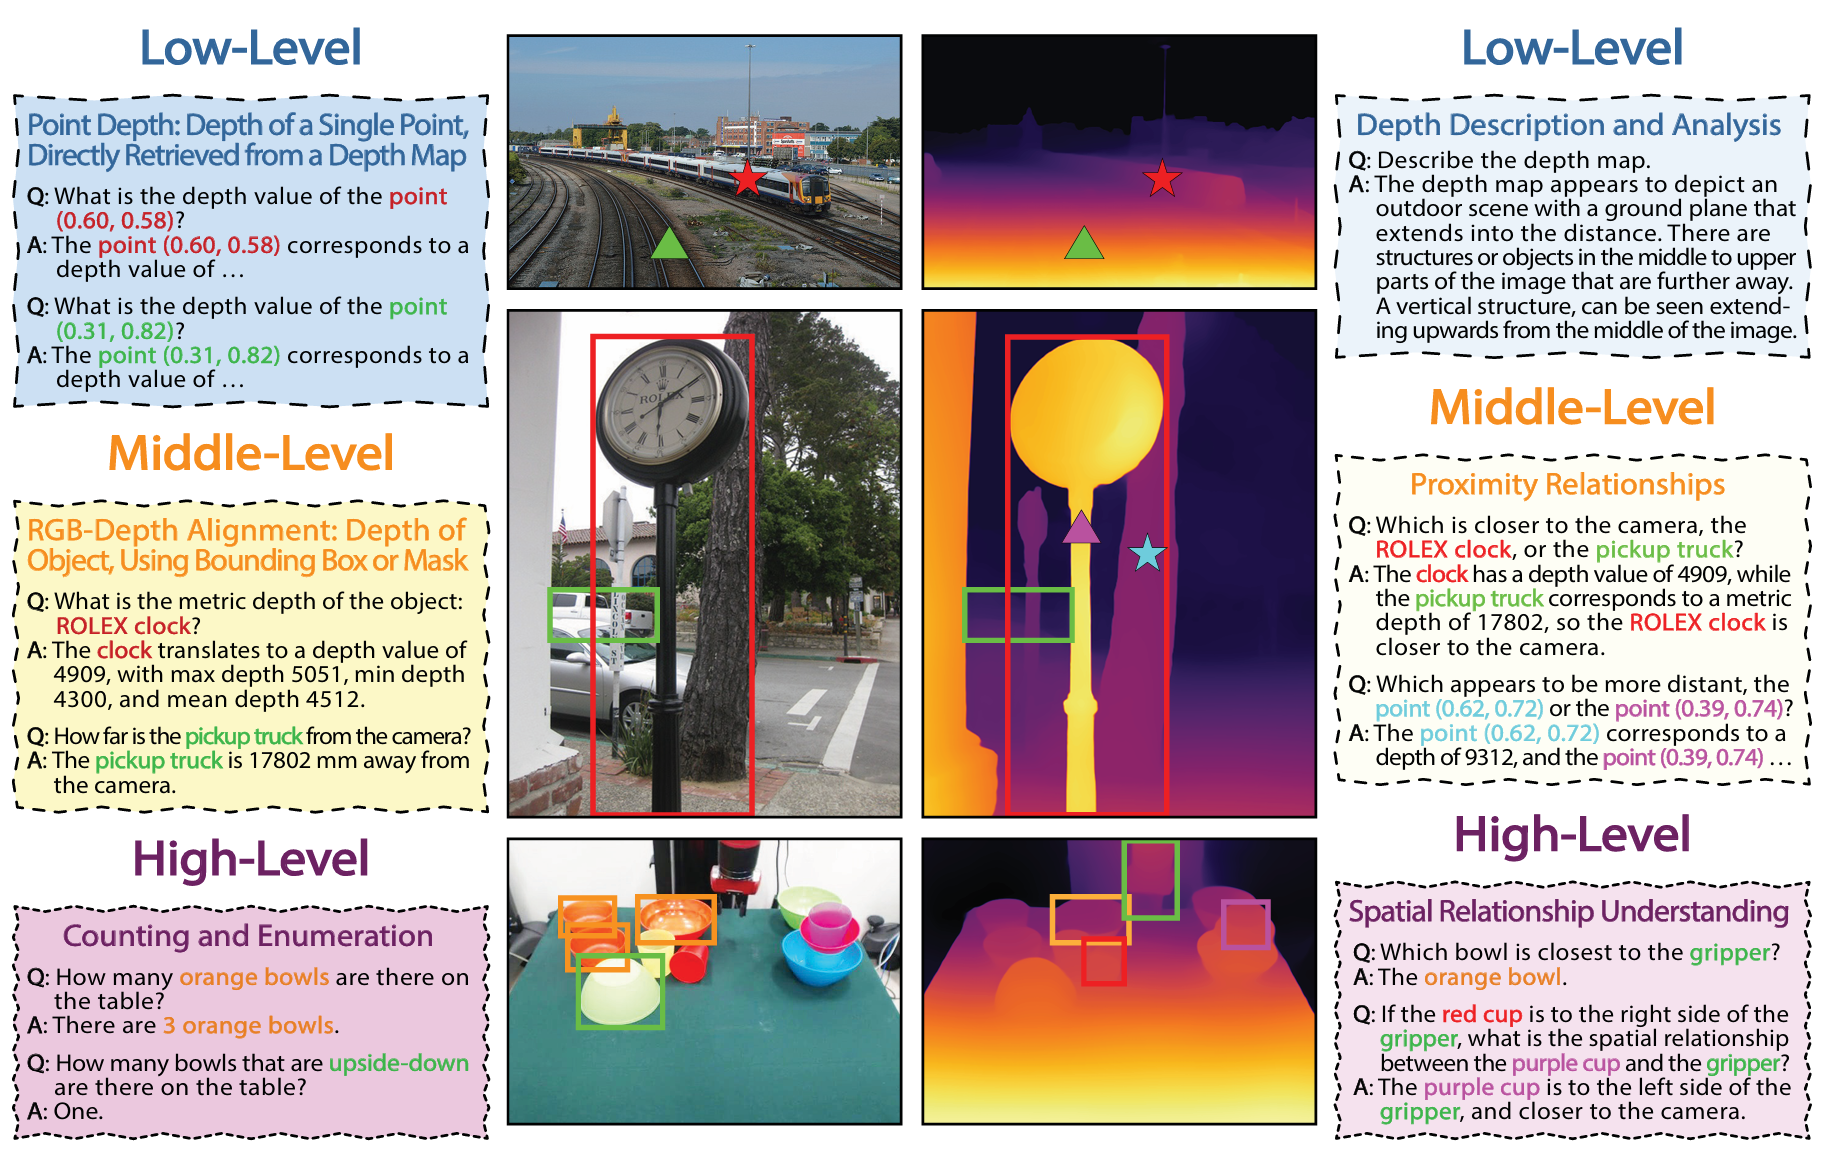 Low-Level
Point Depth: Depth of a Single Point,
Directly Retrieved from a Depth Map
Q: What is the depth value of the point
(0.60, 0.58)?
A: The point (0.60, 0.58) corresponds to a
depth value of …
Q: What is the depth value of the point
(0.31, 0.82)?
A: The point (0.31, 0.82) corresponds to a
depth value of …
Middle-Level
RGB-Depth Alignment: Depth of
Object, Using Bounding Box or Mask
Q: What is the metric depth of the object:
ROLEX clock?
A: The clock translates to a depth value of
4909, with max depth 5051, min depth
4300, and mean depth 4512.
Q: How far is the pickup truck from the camera?
A: The pickup truck is 17802 mm away from
the camera.
High-Level
Counting and Enumeration
Q: How many orange bowls are there on
the table?
A: There are 3 orange bowls.
Q: How many bowls that are upside-down
are there on the table?
A: One.
ROLEX
LINCOLN ST
Low-Level
Depth Description and Analysis
Q: Describe the depth map.
A: The depth map appears to depict an
outdoor scene with a ground plane that
extends into the distance. There are
structures or objects in the middle to upper
parts of the image that are further away.
A vertical structure, can be seen extend-
ing upwards from the middle of the image.
Middle-Level
Proximity Relationships
Q: Which is closer to the camera, the
ROLEX clock, or the pickup truck?
A: The clock has a depth value of 4909, while
the pickup truck corresponds to a metric
depth of 17802, so the ROLEX clock is
closer to the camera.
Q: Which appears to be more distant, the
point (0.62, 0.72) or the point (0.39, 0.74)?
A: The point (0.62, 0.72) corresponds to a
depth of 9312, and the point (0.39, 0.74) …
High-Level
Spatial Relationship Understanding
Q: Which bowl is closest to the gripper?
A: The orange bowl.
Q: If the red cup is to the right side of the
gripper, what is the spatial relationship
between the purple cup and the gripper?
A: The purple cup is to the left side of the
gripper, and closer to the camera.